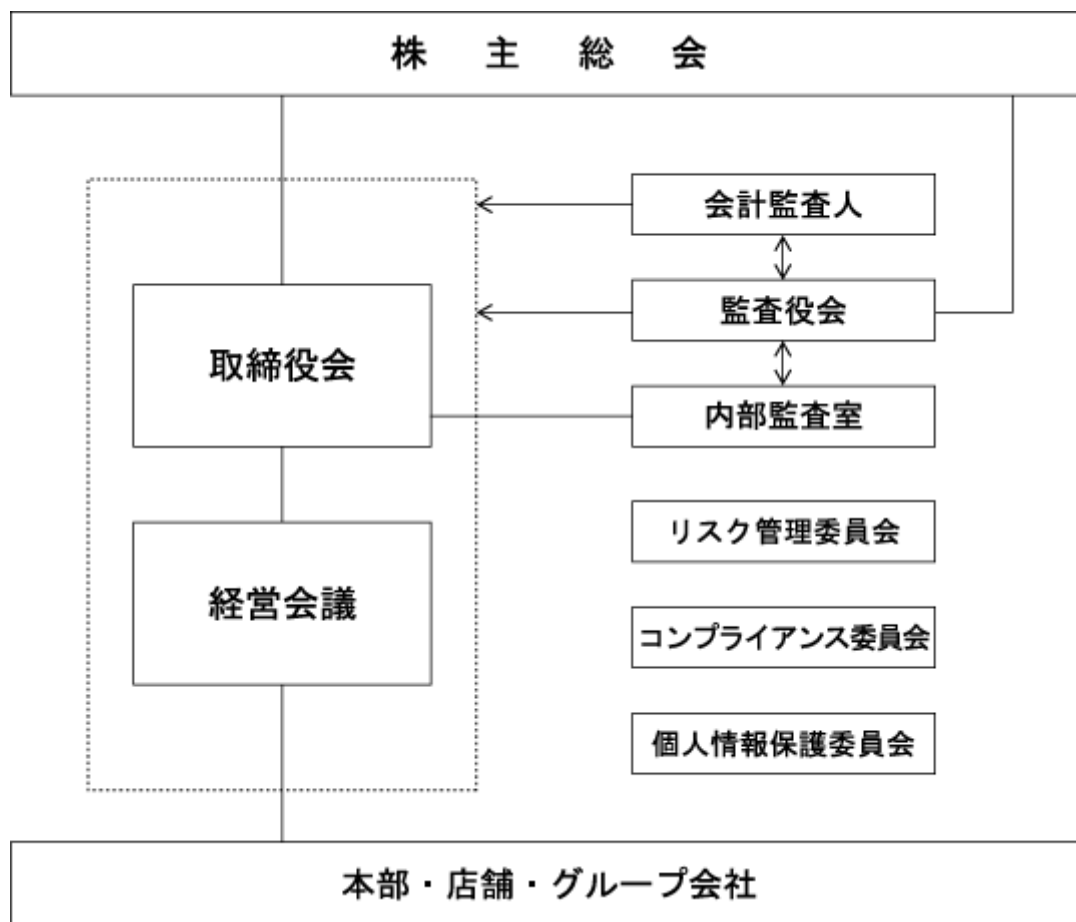 株主総会
会計監査人
監査役会
取締役会
内部監査室
リスク管理委員会
経営会議
コンプライアンス委員会
個人情報保護委員会
本部・店舗・グループ会社